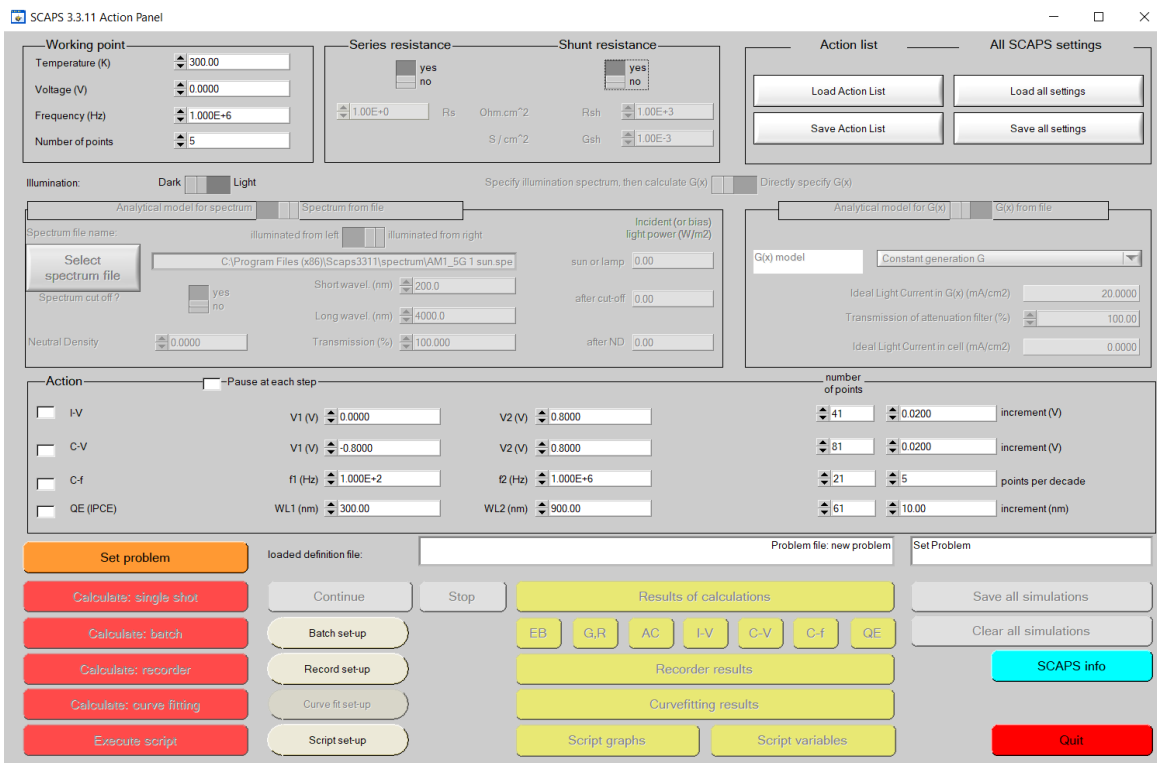 SCAPS 3.3.11 Action Panel
Working point
Temperature (K) 300.00
Voltage (V) 0.0000
Frequency (Hz) 1.000E+6
Number of points 5
Series resistance
yes
no
1.00E+0 Rs Ohm.cm^2
S / cm^2
Shunt resistance
yes
no
Rsh 1.00E+3
Gsh 1.00E-3
Action list
Load Action List
Save Action List
All SCAPS settings
Load all settings
Save all settings
Illumination: Dark Light
Specify illumination spectrum, then calculate G(x) Directly specify G(x)
Analytical model for spectrum Spectrum from file
Spectrum file name:
illuminated from left illuminated from right
Incident (or bias)
light power (W/m2)
Select
spectrum file
C:\Program Files (x86)\Scaps3311\spectrum\AM1_5G 1 sun.spe
sun or lamp 0.00
Spectrum cut off ?
yes
no
Short wavel. (nm) 200.0
Long wavel. (nm) 4000.0
after cut-off 0.00
Neutral Density 0.0000
Transmission (%) 100.000
after ND 0.00
Analytical model for G(x) G(x) from file
G(x) model Constant generation G
Ideal Light Current in G(x) (mA/cm2) 20.0000
Transmission of attenuation filter (%) 100.00
Ideal Light Current in cell (mA/cm2) 0.0000
Action
Pause at each step
number
of points
I-V V1 (V) 0.0000 V2 (V) 0.8000 41 0.0200 increment (V)
C-V V1 (V) -0.8000 V2 (V) 0.8000 81 0.0200 increment (V)
C-f f1 (Hz) 1.000E+2 f2 (Hz) 1.000E+6 21 5 points per decade
QE (IPCE) WL1 (nm) 300.00 WL2 (nm) 900.00 61 10.00 increment (nm)
Set problem
loaded definition file:
Problem file: new problem
Set Problem
Calculate: single shot
Continue
Stop
Results of calculations
Save all simulations
Calculate: batch
Batch set-up
EB G,R AC I-V C-V C-f QE
Clear all simulations
Calculate: recorder
Record set-up
Recorder results
SCAPS info
Calculate: curve fitting
Curve fit set-up
Curvefitting results
Execute script
Script set-up
Script graphs
Script variables
Quit